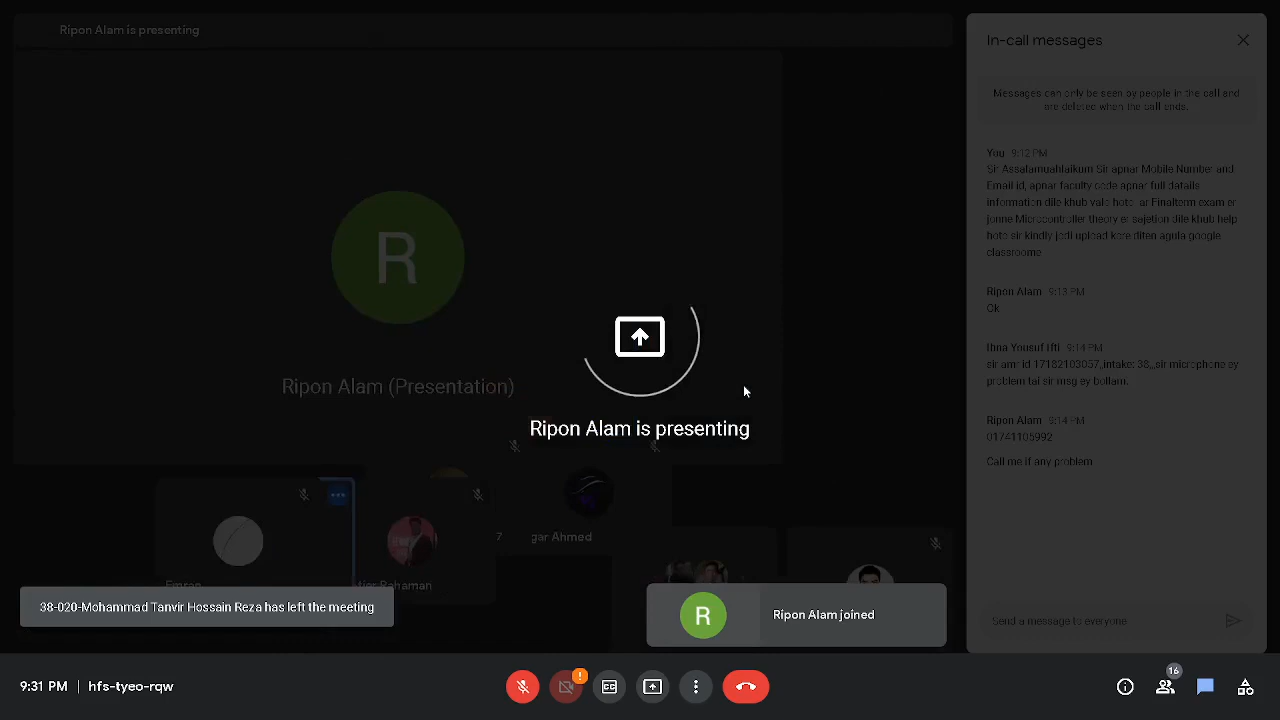 Ripon Alam is presenting
R
Ripon Alam (Presentation)
Ripon Alam is presenting
7
gar Ahmed
Emran
tier Rahaman
38-020-Mohammad Tanvir Hossain Reza has left the meeting
R
Ripon Alam joined
In-call messages
Messages can only be seen by people in the call and
are deleted when the call ends.
You 9:12 PM
Sir Assalamuahlaikum Sir apnar Mobile Number and
Email id, apnar faculty code apnar full dataile
information dile khub valo hoto ar Finalterm exam er
jonne Microcontroller theory er sajetion dile khub help
hoto sir kindly jodi upload kore diten agula google
classroome
Ripon Alam 9:13 PM
Ok
Ibna Yousuf Ifti 9:14 PM
sir amr id 17182103057,,intake: 38,,,sir microphone ey
problem tai sir msg ey bollam.
Ripon Alam 9:14 PM
01741105992
Call me if any problem
Send a message to everyone
9:31 PM | hfs-tyeo-rqw
!
CC
16